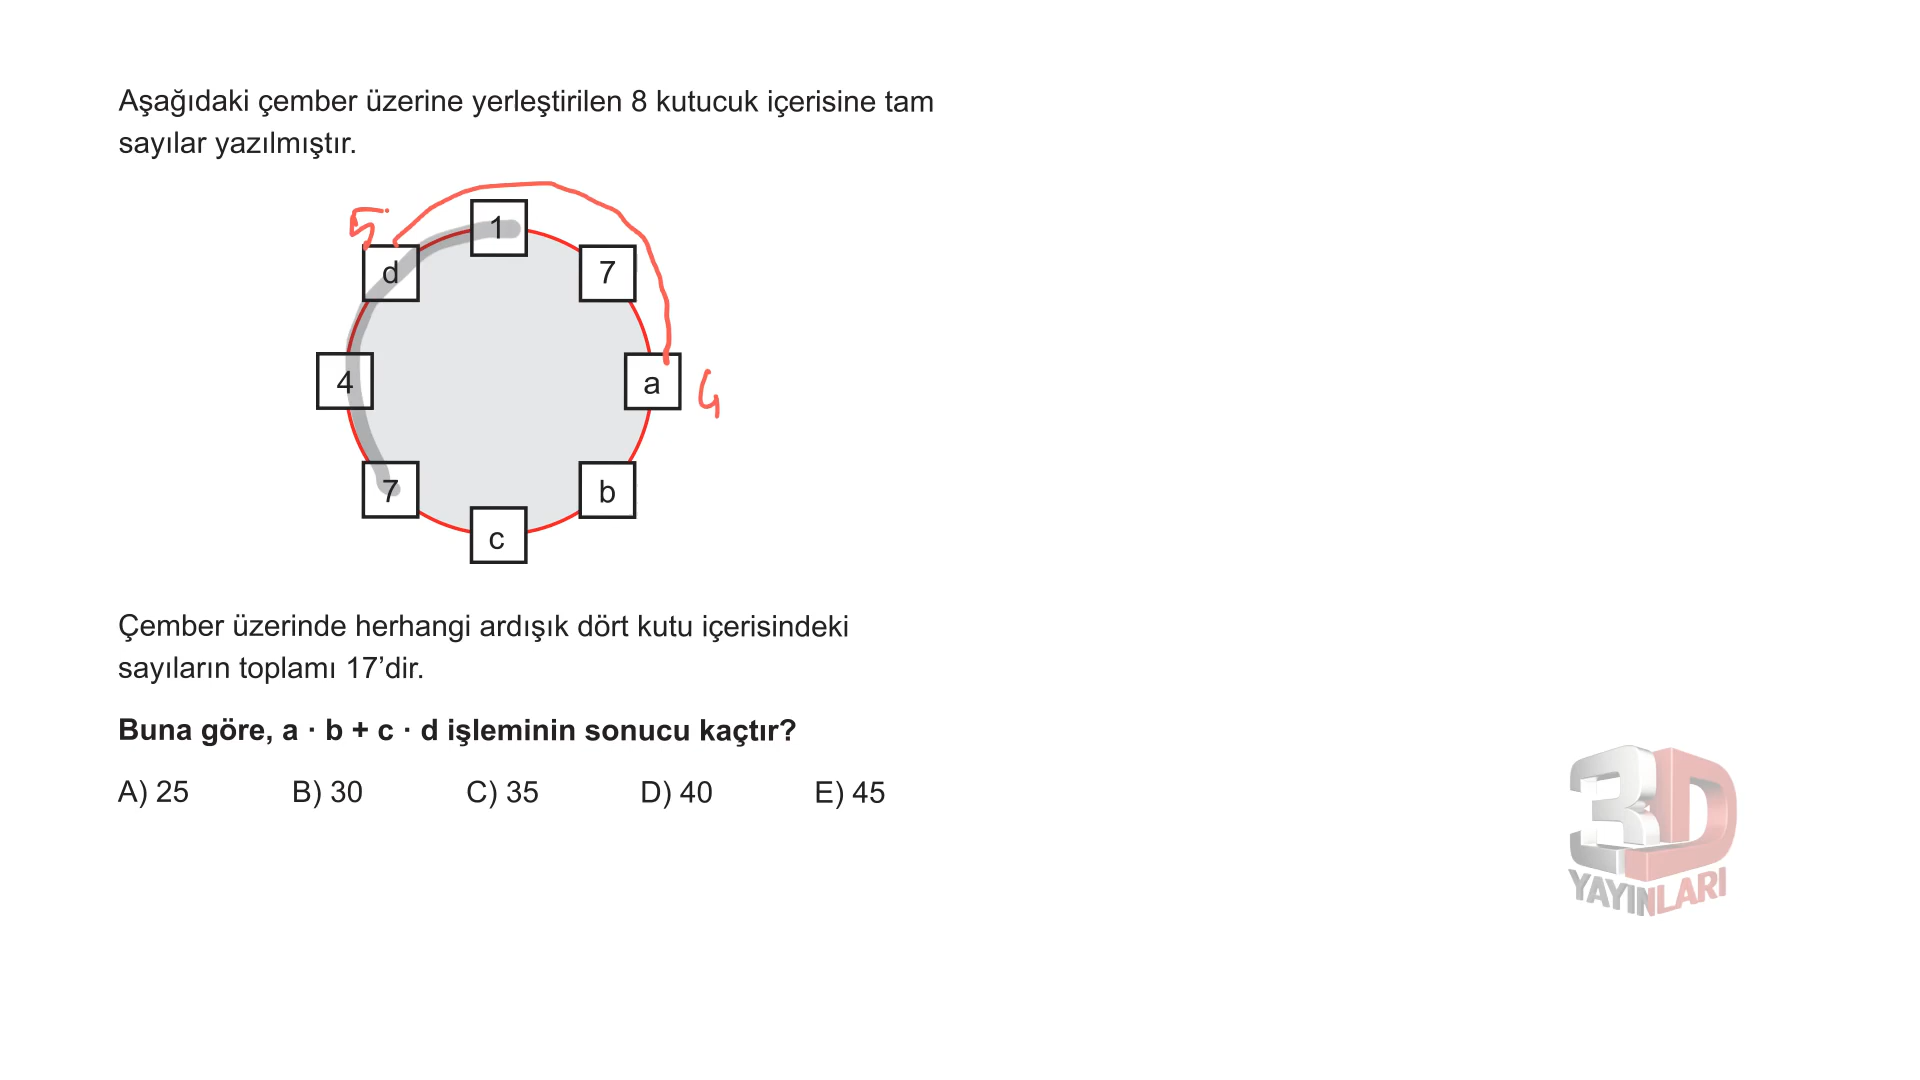 Aşağıdaki çember üzerine yerleştirilen 8 kutucuk içerisine tam
sayılar yazılmıştır.
5
1
d
7
4
a
4
7
b
c
Çember üzerinde herhangi ardışık dört kutu içerisindeki
sayıların toplamı 17’dir.
Buna göre, a · b + c · d işleminin sonucu kaçtır?
A) 25 B) 30 C) 35 D) 40 E) 45
3D
YAYINLARI